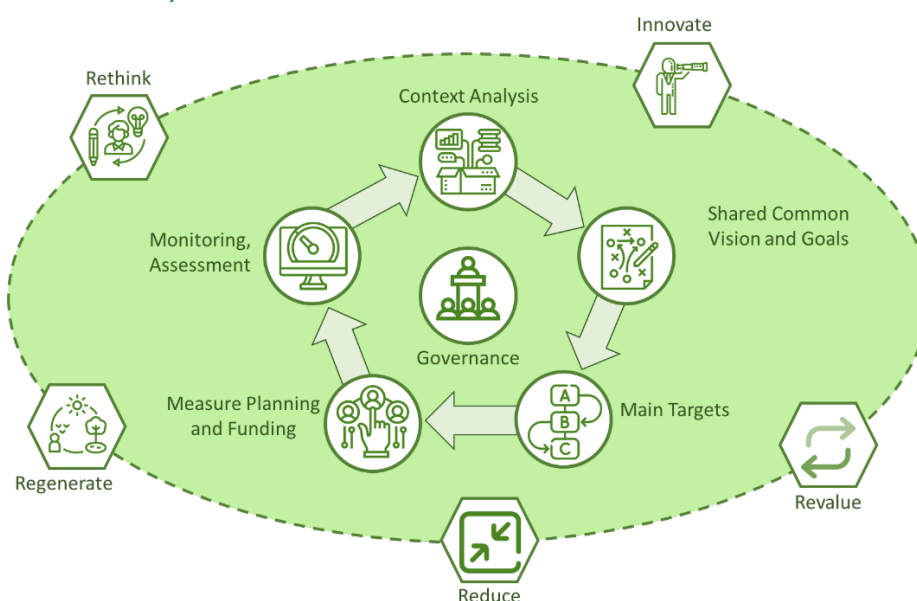 Innovate
Rethink
Context Analysis
Shared Common
Vision and Goals
Monitoring,
Assessment
Governance
Measure Planning
and Funding
Main Targets
A
B
C
Regenerate
Revalue
Reduce